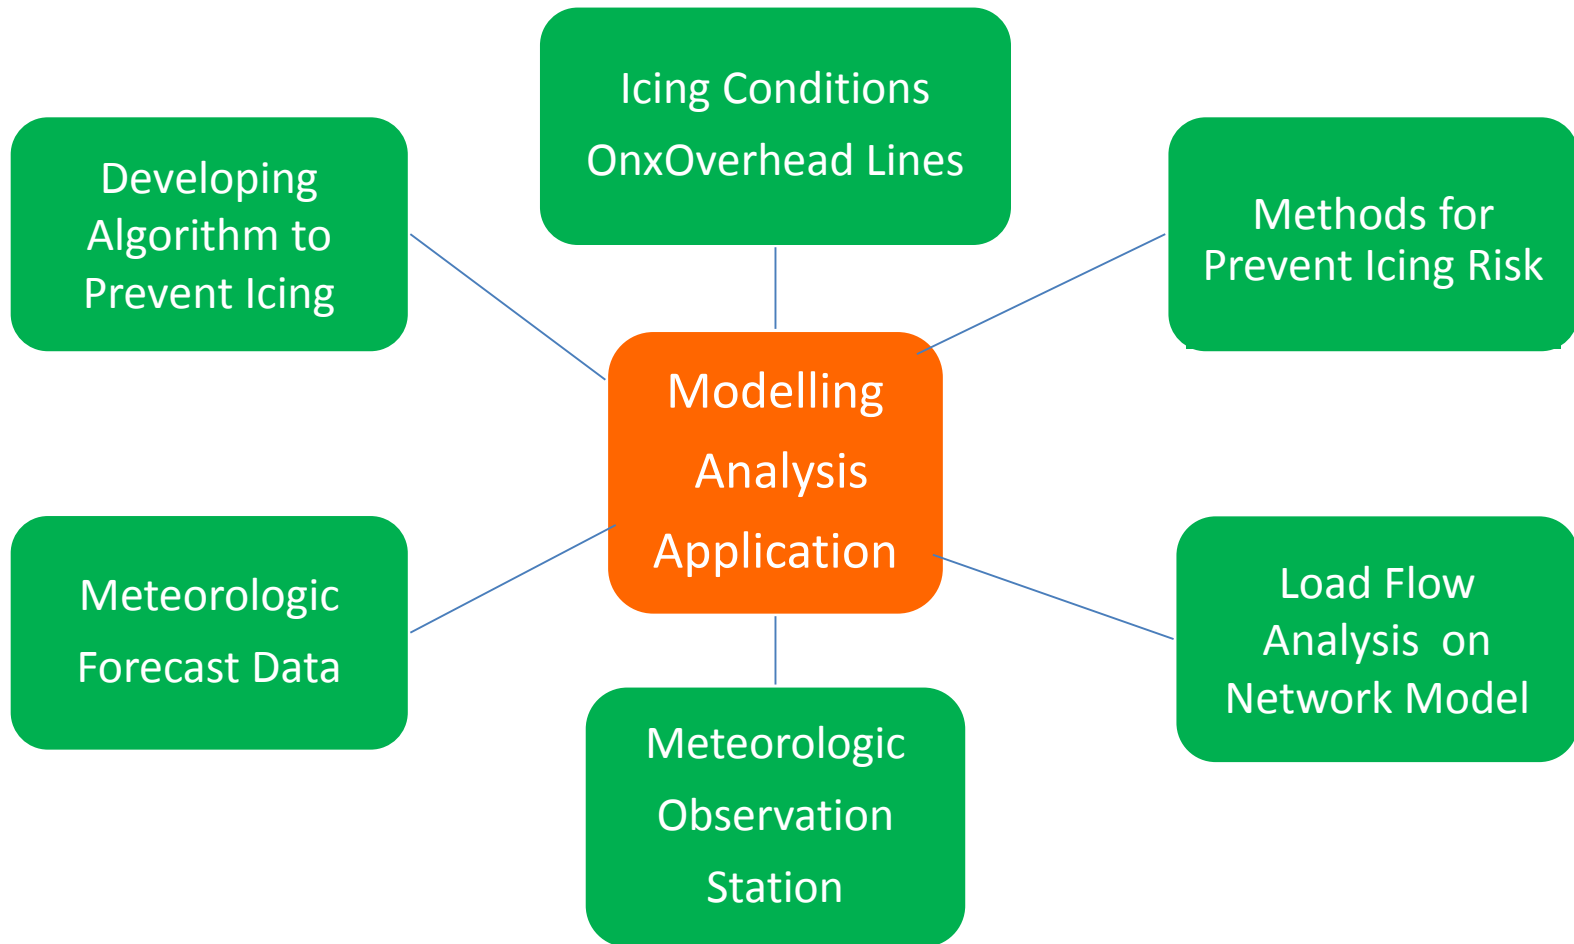 Icing Conditions
OnxOverhead Lines
Developing
Algorithm to
Prevent Icing
Methods for
Prevent Icing Risk
Modelling
Analysis
Application
Meteorologic
Forecast Data
Load Flow
Analysis on
Network Model
Meteorologic
Observation
Station